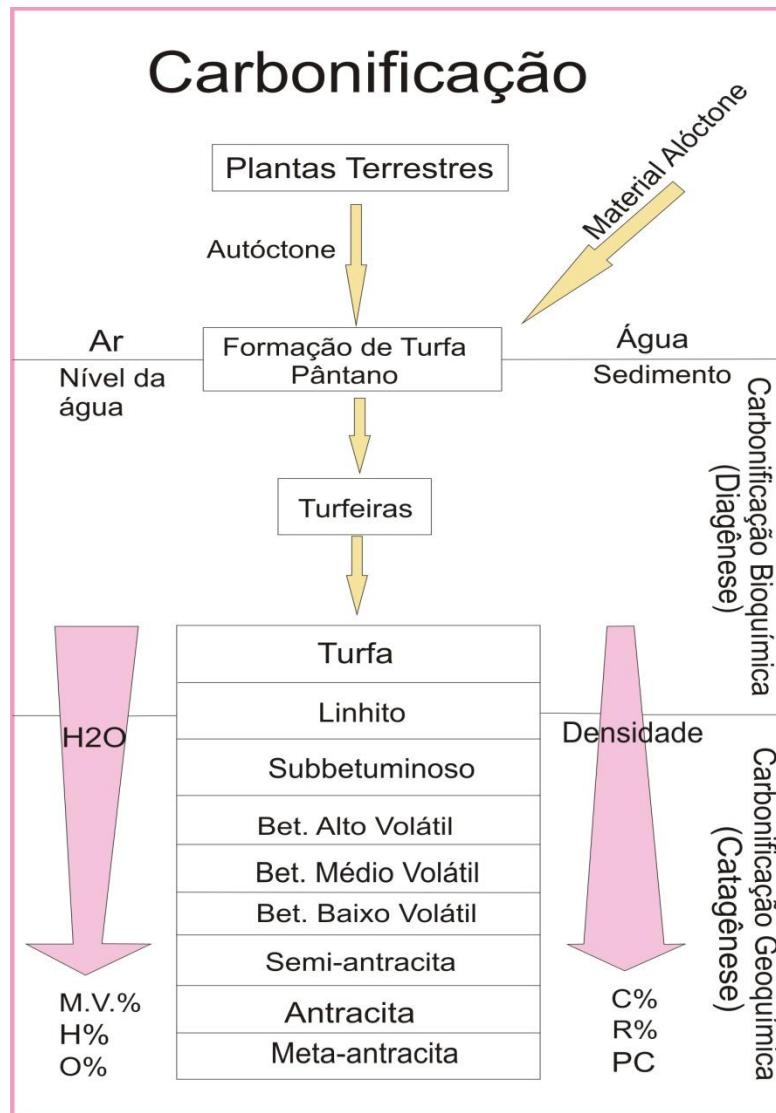 Carbonificação
Plantas Terrestres
Material Alóctone
Autóctone
Ar
Nível da
água
Formação de Turfa
Pântano
Água
Sedimento
Turfeiras
Carbonificação Bioquímica
(Diagênese)
Turfa
Linhito
H2O
Densidade
Subbetuminoso
Bet. Alto Volátil
Bet. Médio Volátil
Bet. Baixo Volátil
Semi-antracita
Antracita
Meta-antracita
M.V.%
H%
O%
C%
R%
PC
Carbonificação Geoquímica
(Catagênese)